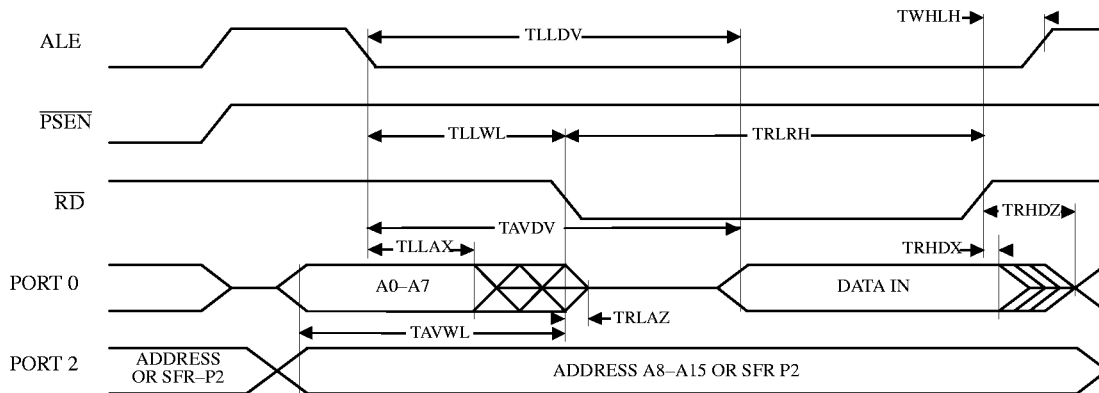 TWHLH
ALE
TLLDV
PSEN
TLLWL
TRLRH
RD
TAVDV
TRHDZ
TLLAX
TRHDX
PORT 0
A0–A7
DATA IN
TRLAZ
TAVWL
PORT 2
ADDRESS
OR SFR–P2
ADDRESS A8–A15 OR SFR P2